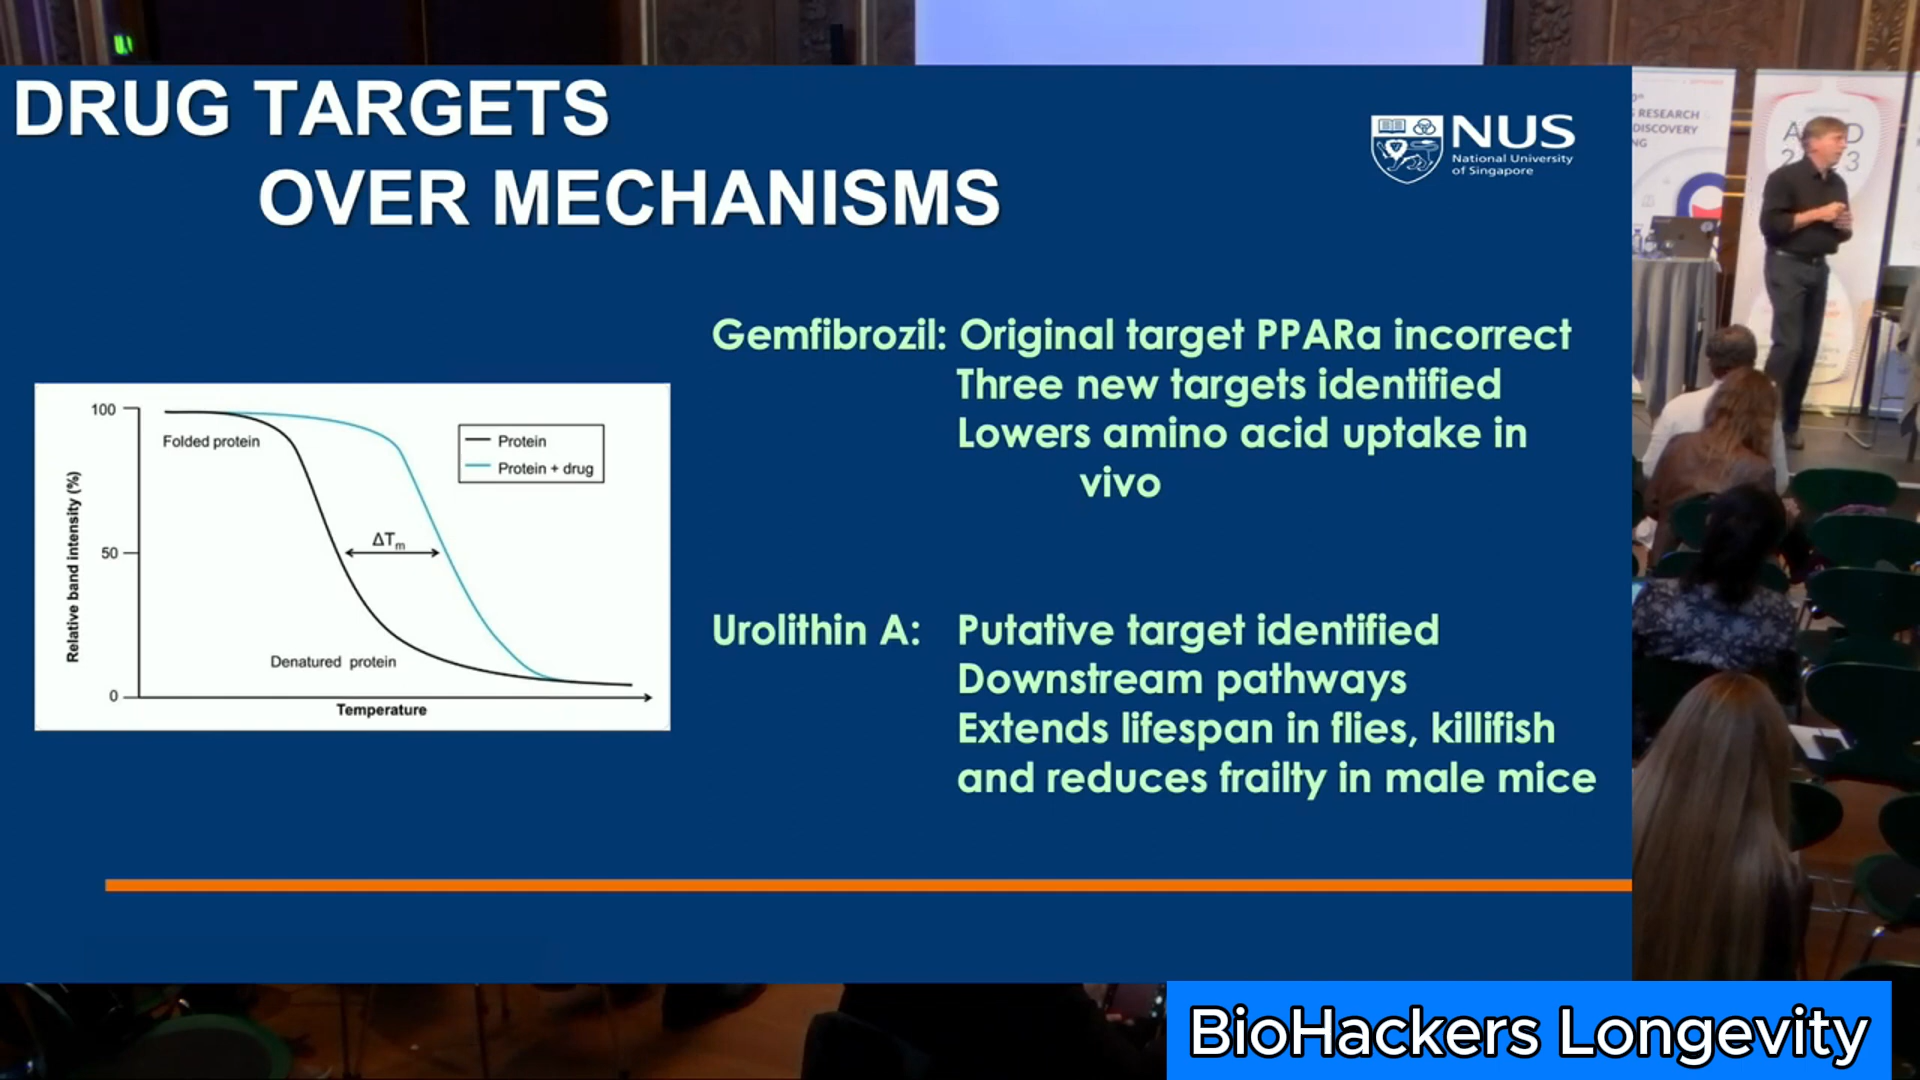 DRUG TARGETS
OVER MECHANISMS
NUS
National University
of Singapore
RESEARCH
DISCOVERY
Gemfibrozil: Original target PPARa incorrect
Three new targets identified
Lowers amino acid uptake in
vivo
100
Folded protein
Protein
Protein + drug
Relative band intensity (%)
ΔTm
50
Denatured protein
0
Temperature
Urolithin A: Putative target identified
Downstream pathways
Extends lifespan in flies, killifish
and reduces frailty in male mice
BioHackers Longevity